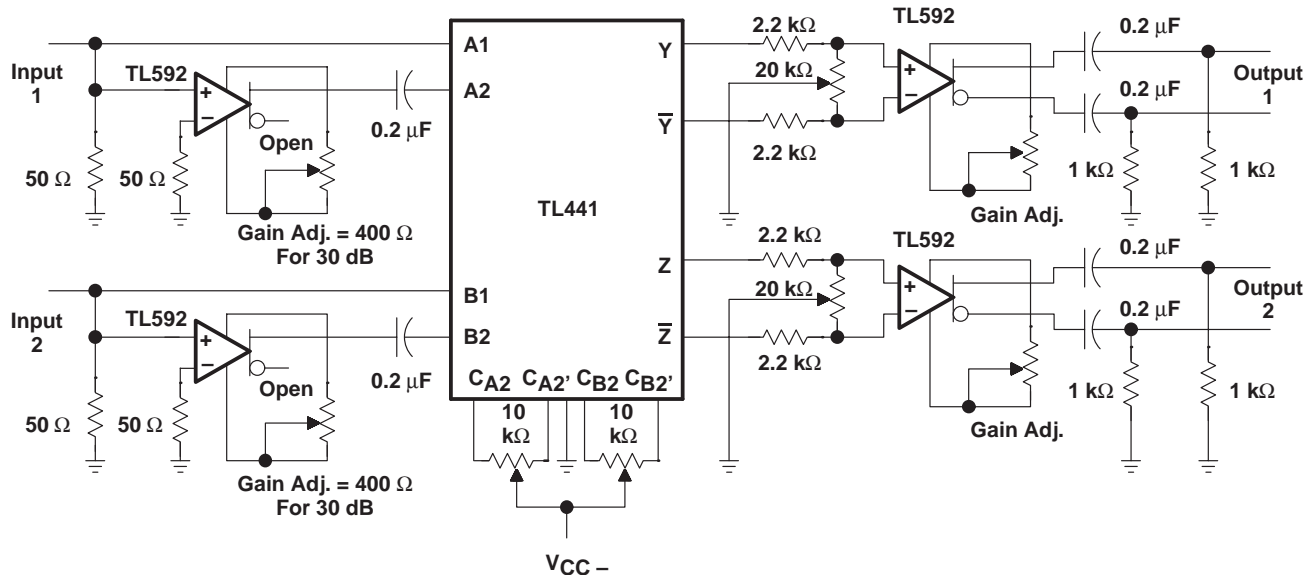 TL592
2.2 kΩ
0.2 μF
A1
Y
Input
1
TL592
20 kΩ
+
−
0.2 μF
Output
1
A2
+
−
0.2 μF
Open
Y
2.2 kΩ
50 Ω
50 Ω
1 kΩ
1 kΩ
TL441
Gain Adj.
Gain Adj. = 400 Ω
For 30 dB
2.2 kΩ
TL592
0.2 μF
Z
B1
20 kΩ
+
−
0.2 μF
Output
2
Input
2
TL592
+
−
B2
Z
2.2 kΩ
0.2 μF
Open
CA2
CA2'
CB2
CB2'
50 Ω
50 Ω
10
kΩ
10
kΩ
1 kΩ
1 kΩ
Gain Adj.
Gain Adj. = 400 Ω
For 30 dB
VCC −